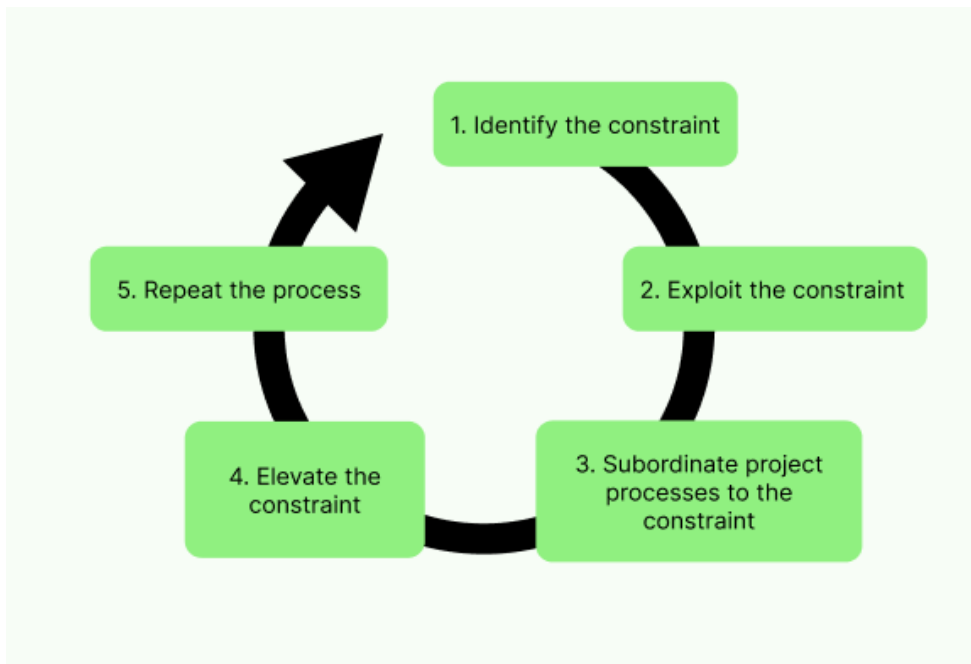 1. Identify the constraint
2. Exploit the constraint
3. Subordinate project
processes to the
constraint
4. Elevate the
constraint
5. Repeat the process